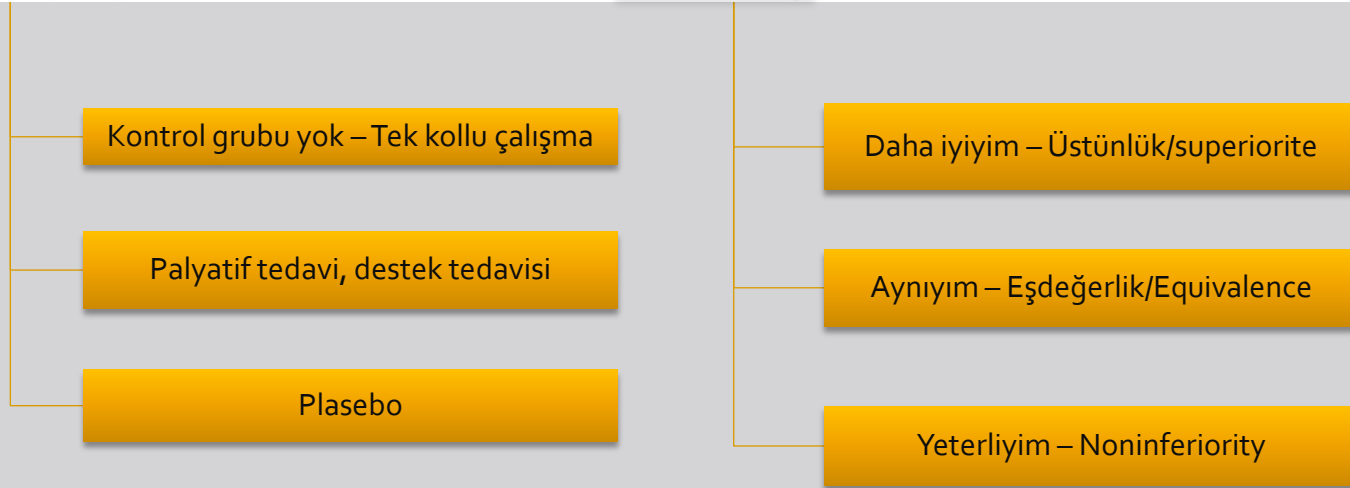 Kontrol grubu yok – Tek kollu çalışma
Palyatif tedavi, destek tedavisi
Plasebo
Daha iyiyim – Üstünlük/superiorite
Aynıyım – Eşdeğerlik/Equivalence
Yeterliyim – Noninferiority